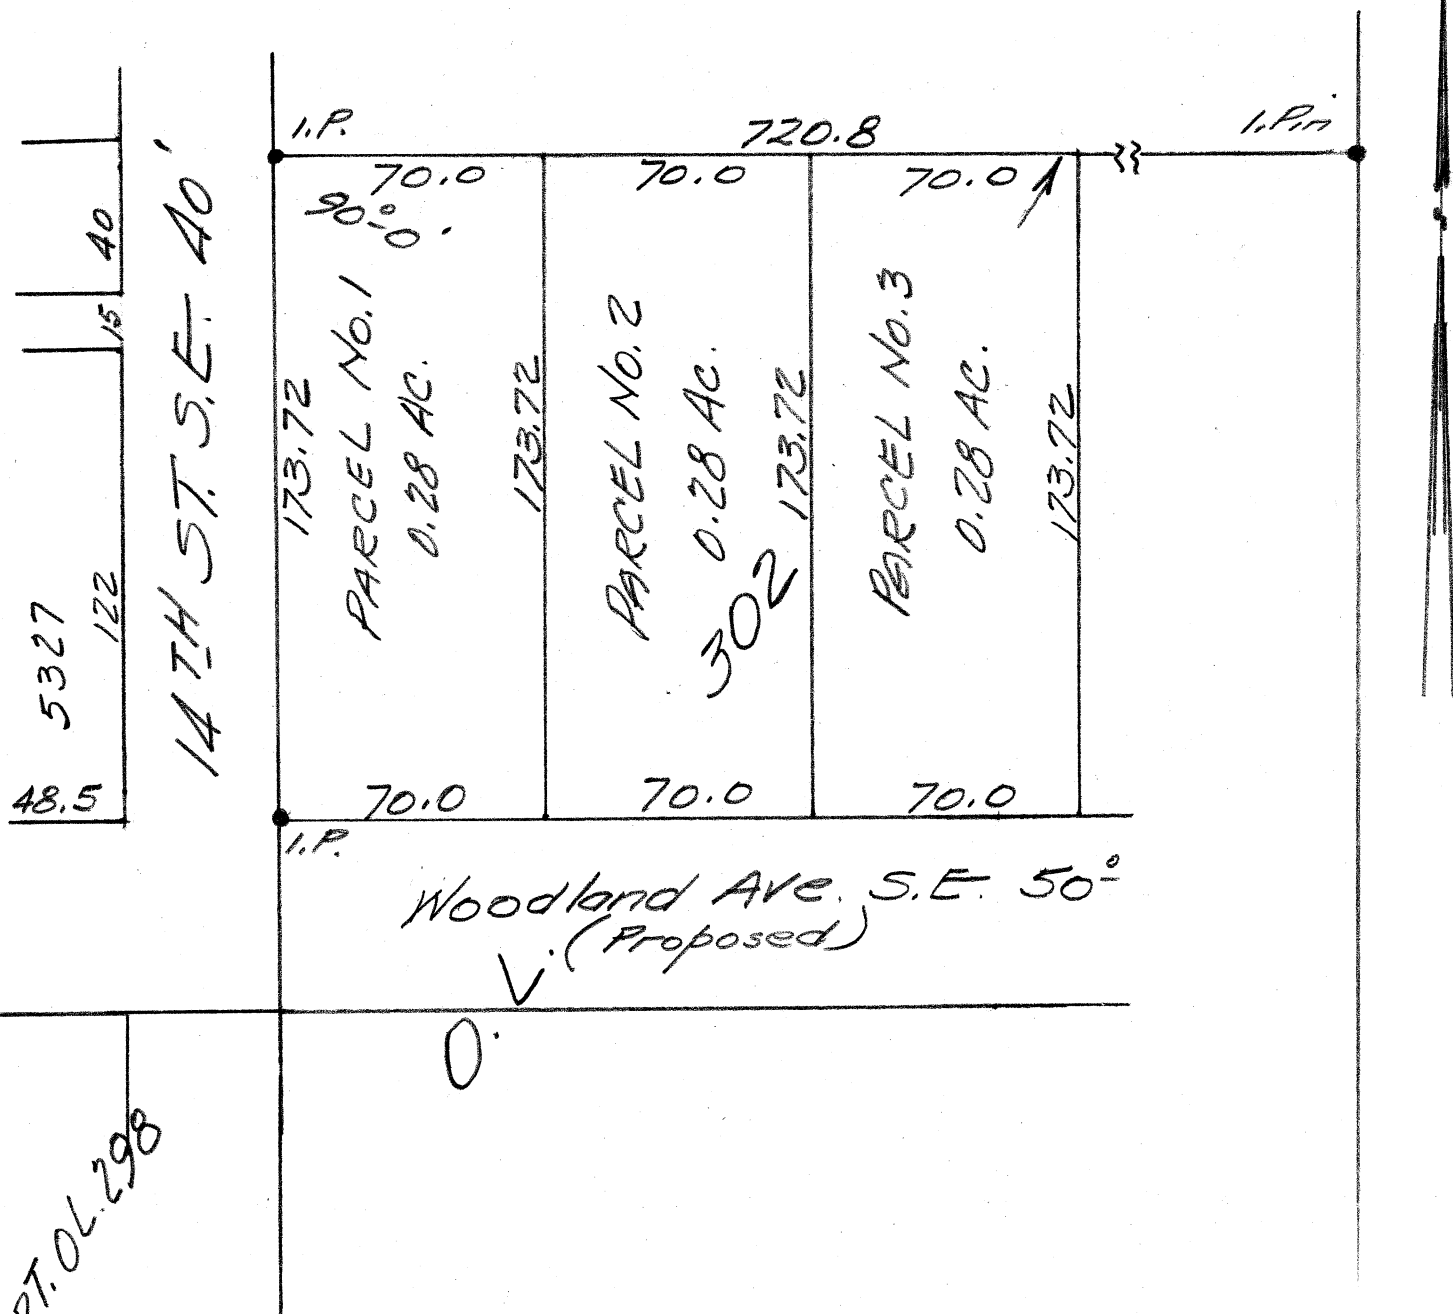 I.P.
720.8
I.Pin
70.0
70.0
70.0
90°-0'
40
15
122
5327
48.5
14TH ST. S.E. 40'
173.72
PARCEL No. 1
0.28 AC.
173.72
PARCEL No. 2
0.28 AC.
173.72
302
PARCEL No. 3
0.28 AC.
173.72
70.0
70.0
70.0
I.P.
Woodland Ave. S.E. 50°
(Proposed)
V.
O.
PT. OL. 298